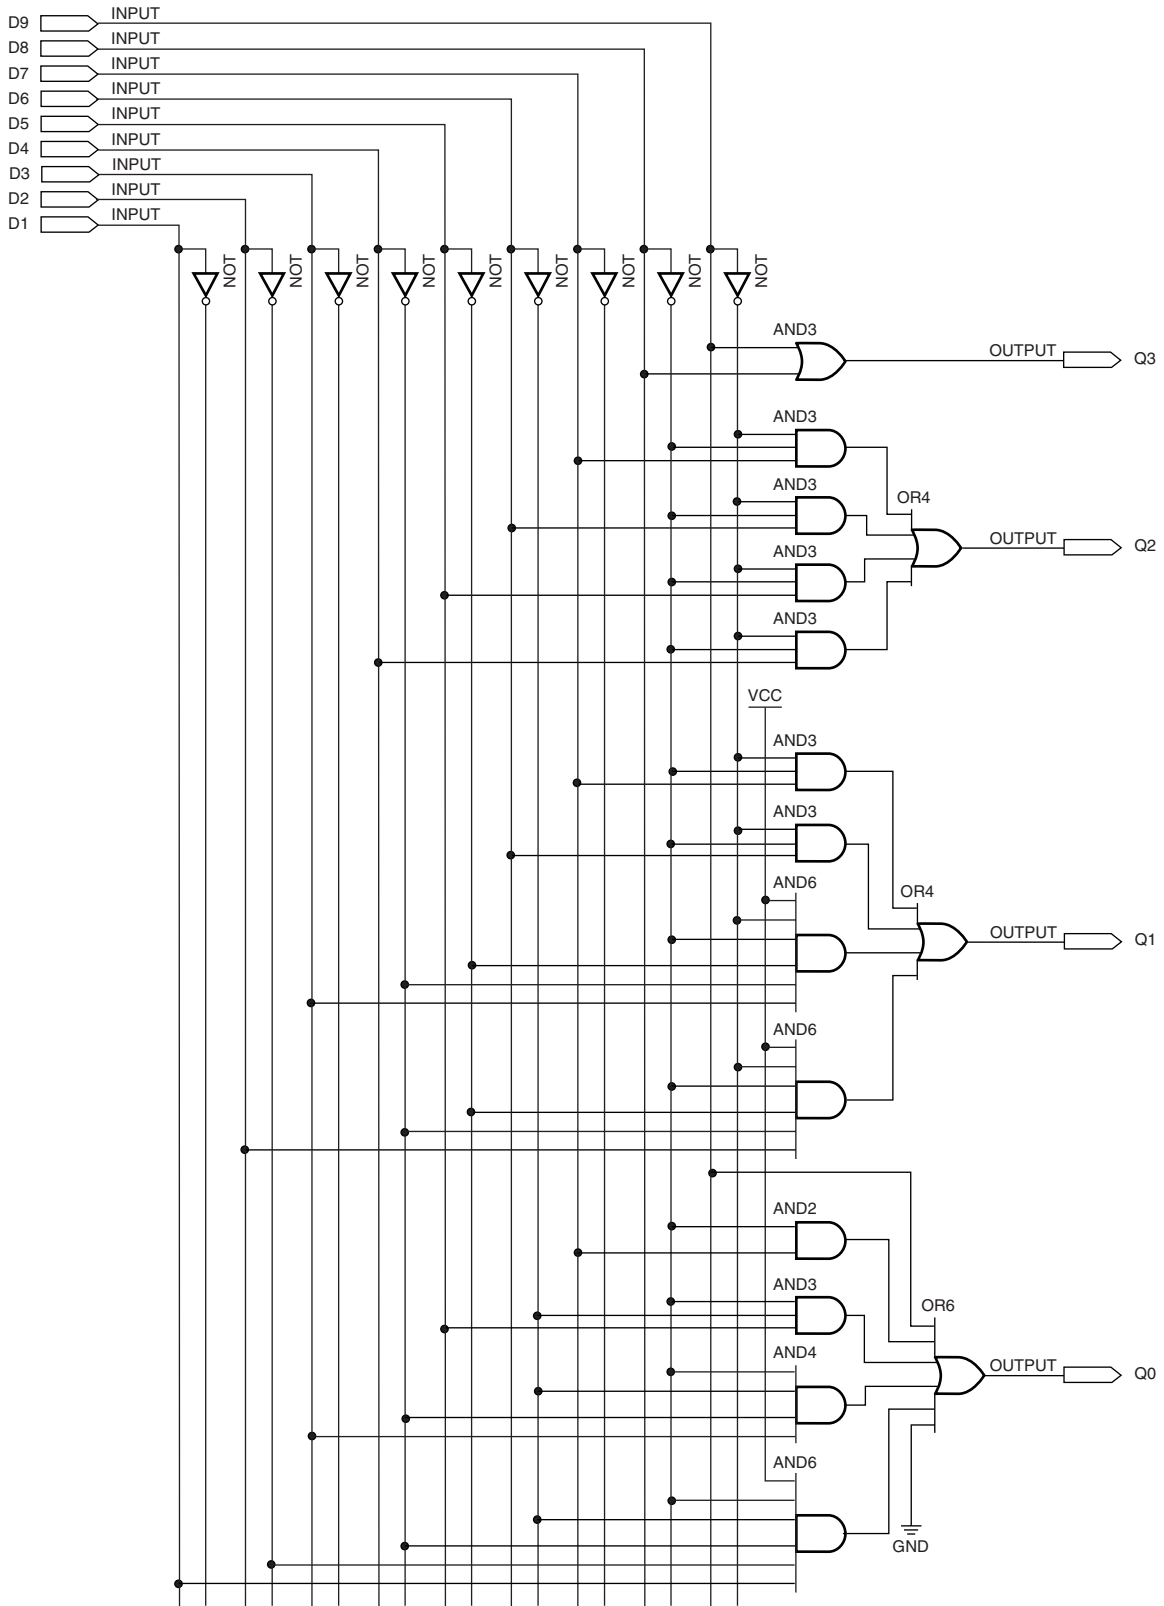 D9 INPUT
D8 INPUT
D7 INPUT
D6 INPUT
D5 INPUT
D4 INPUT
D3 INPUT
D2 INPUT
D1 INPUT
NOT NOT NOT NOT NOT NOT NOT NOT NOT
AND3
OUTPUT Q3
AND3
AND3
OR4
OUTPUT Q2
AND3
AND3
VCC
AND3
AND3
AND6
OR4
OUTPUT Q1
AND6
AND2
AND3
OR6
AND4
OUTPUT Q0
AND6
GND